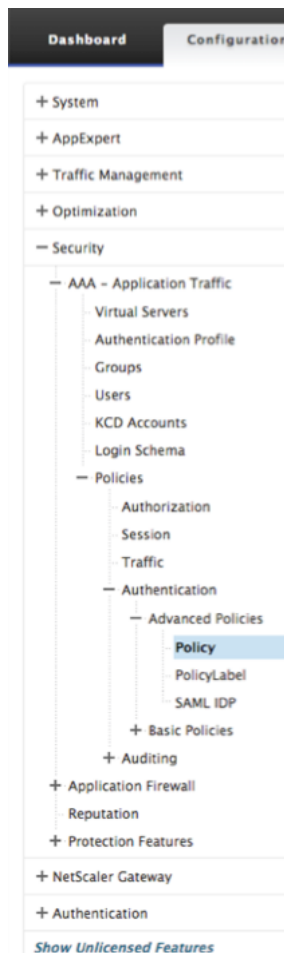 Dashboard Configuration
+ System
+ AppExpert
+ Traffic Management
+ Optimization
− Security
− AAA – Application Traffic
Virtual Servers
Authentication Profile
Groups
Users
KCD Accounts
Login Schema
− Policies
Authorization
Session
Traffic
− Authentication
− Advanced Policies
Policy
PolicyLabel
SAML IDP
+ Basic Policies
+ Auditing
+ Application Firewall
Reputation
+ Protection Features
+ NetScaler Gateway
+ Authentication
Show Unlicensed Features